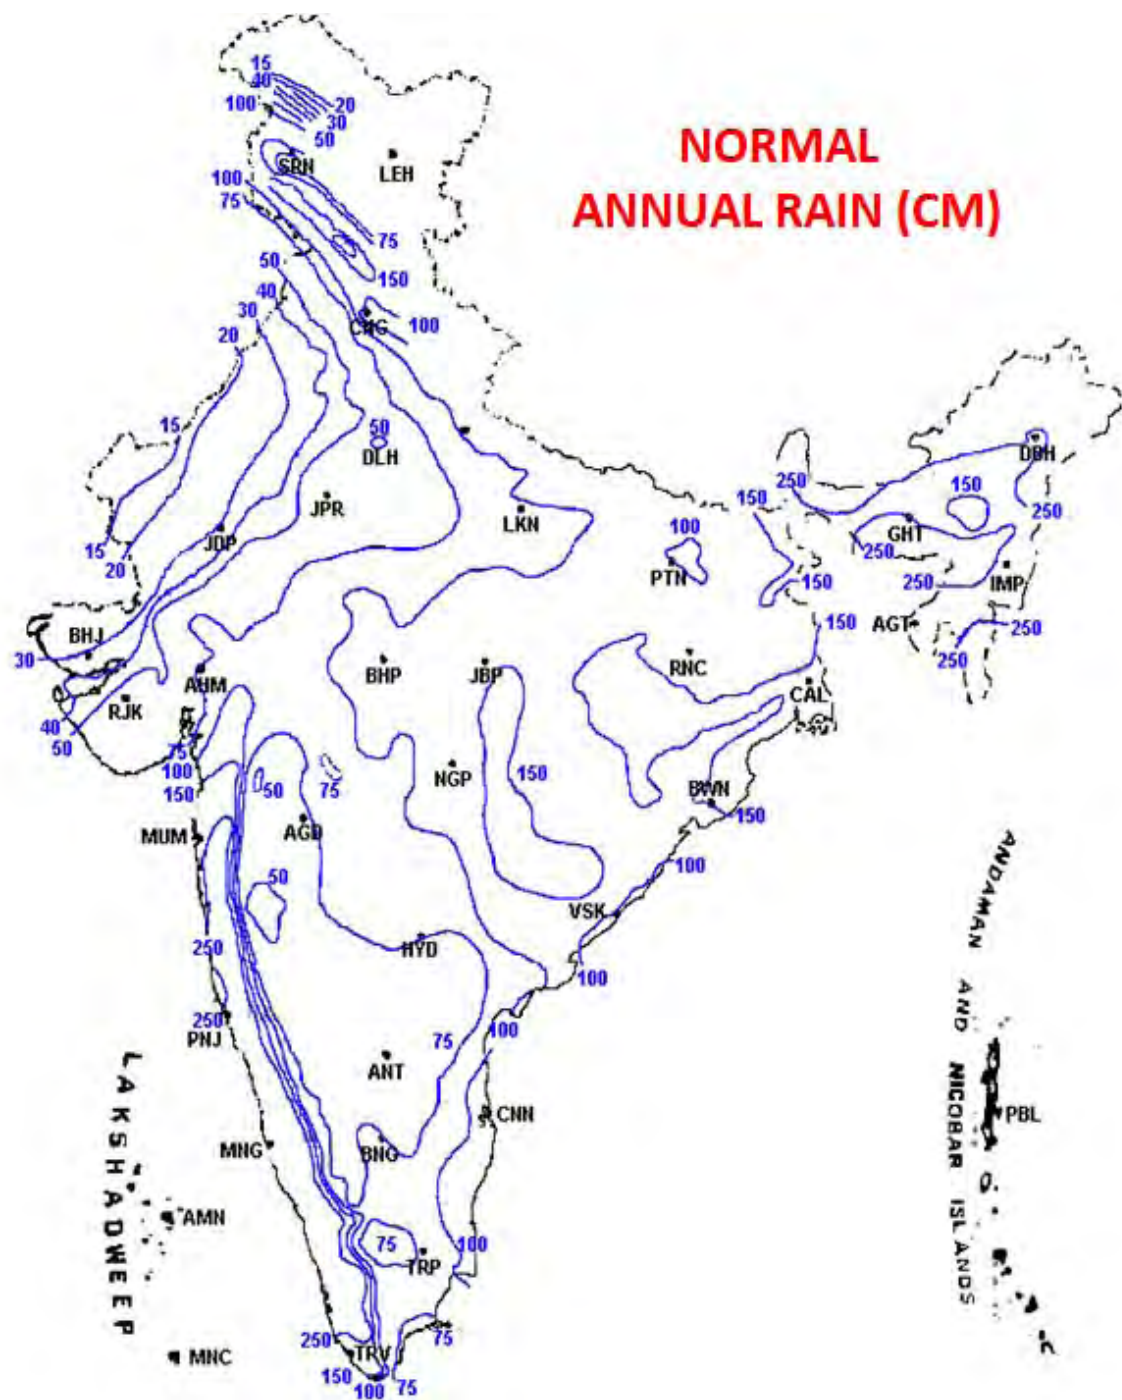 NORMAL
ANNUAL RAIN (CM)
15
40
20
100
30
50
SRN
LEH
100
75
75
150
50
40
30
CHG
100
20
15
50
DLH
DBH
150
250
150
JPR
LKN
100
250
GHT
JDP
250
15
PTN
20
150
250
IMP
150
AGT
250
BHJ
30
250
AHM
BHP
JBP
RNC
CAL
RJK
40
50
75
100
150
50
75
NGP
150
BWN
150
AGD
MUM
100
50
VSK
HYD
250
100
250
PNJ
100
75
ANT
CNN
PBL
MNG
BNG
LAKSHADWEEP
ANDAMAN AND NICOBAR ISLANDS
AMN
75
100
TRP
250
75
TRV
MNC
150
100
75